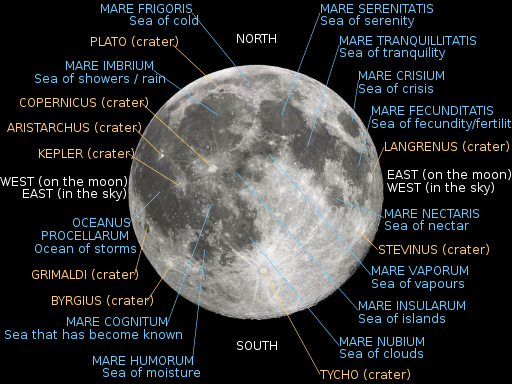 MARE FRIGORIS
Sea of cold
PLATO (crater)
MARE IMBRIUM
Sea of showers / rain
COPERNICUS (crater)
ARISTARCHUS (crater)
KEPLER (crater)
WEST (on the moon)
EAST (in the sky)
OCEANUS
PROCELLARUM
Ocean of storms
GRIMALDI (crater)
BYRGIUS (crater)
MARE COGNITUM
Sea that has become known
MARE HUMORUM
Sea of moisture
NORTH
SOUTH
MARE SERENITATIS
Sea of serenity
MARE TRANQUILLITATIS
Sea of tranquility
MARE CRISIUM
Sea of crisis
MARE FECUNDITATIS
Sea of fecundity/fertilit
LANGRENUS (crater)
EAST (on the moon)
WEST (in the sky)
MARE NECTARIS
Sea of nectar
STEVINUS (crater)
MARE VAPORUM
Sea of vapours
MARE INSULARUM
Sea of islands
MARE NUBIUM
Sea of clouds
TYCHO (crater)